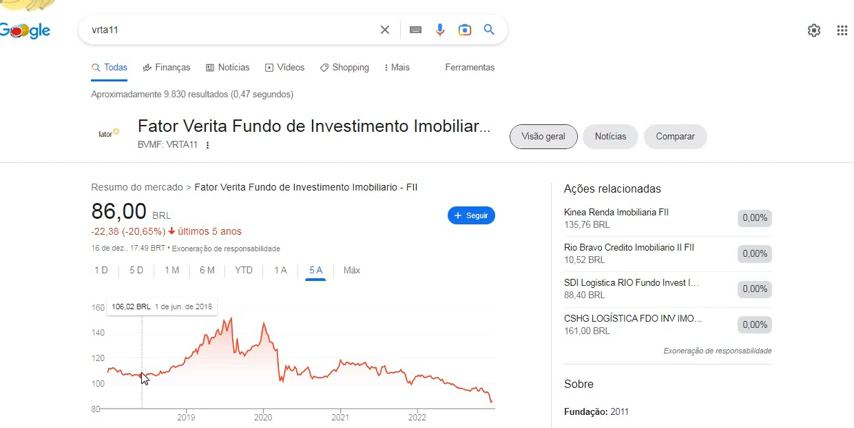 Google
vrta11
Todas
Finanças
Notícias
Vídeos
Shopping
Mais
Ferramentas
Aproximadamente 9.830 resultados (0,47 segundos)
fator
Fator Verita Fundo de Investimento Imobiliar...
BVMF: VRTA11
Visão geral
Notícias
Comparar
Resumo do mercado > Fator Verita Fundo de Investimento Imobiliario - FII
86,00 BRL
+ Seguir
-22,38 (-20,65%) últimos 5 anos
16 de dez., 17:49 BRT • Exoneração de responsabilidade
1 D
5 D
1 M
6 M
YTD
1 A
5 A
Máx
106,02 BRL 1 de jun. de 2018
160
140
120
100
80
2019
2020
2021
2022
Ações relacionadas
Kinea Renda Imobiliaria FII
135,76 BRL
0,00%
Rio Bravo Credito Imobiliario II FII
10,52 BRL
0,00%
SDI Logistica RIO Fundo Invest I...
88,40 BRL
0,00%
CSHG LOGÍSTICA FDO INV IMO...
161,00 BRL
0,00%
Exoneração de responsabilidade
Sobre
Fundação: 2011